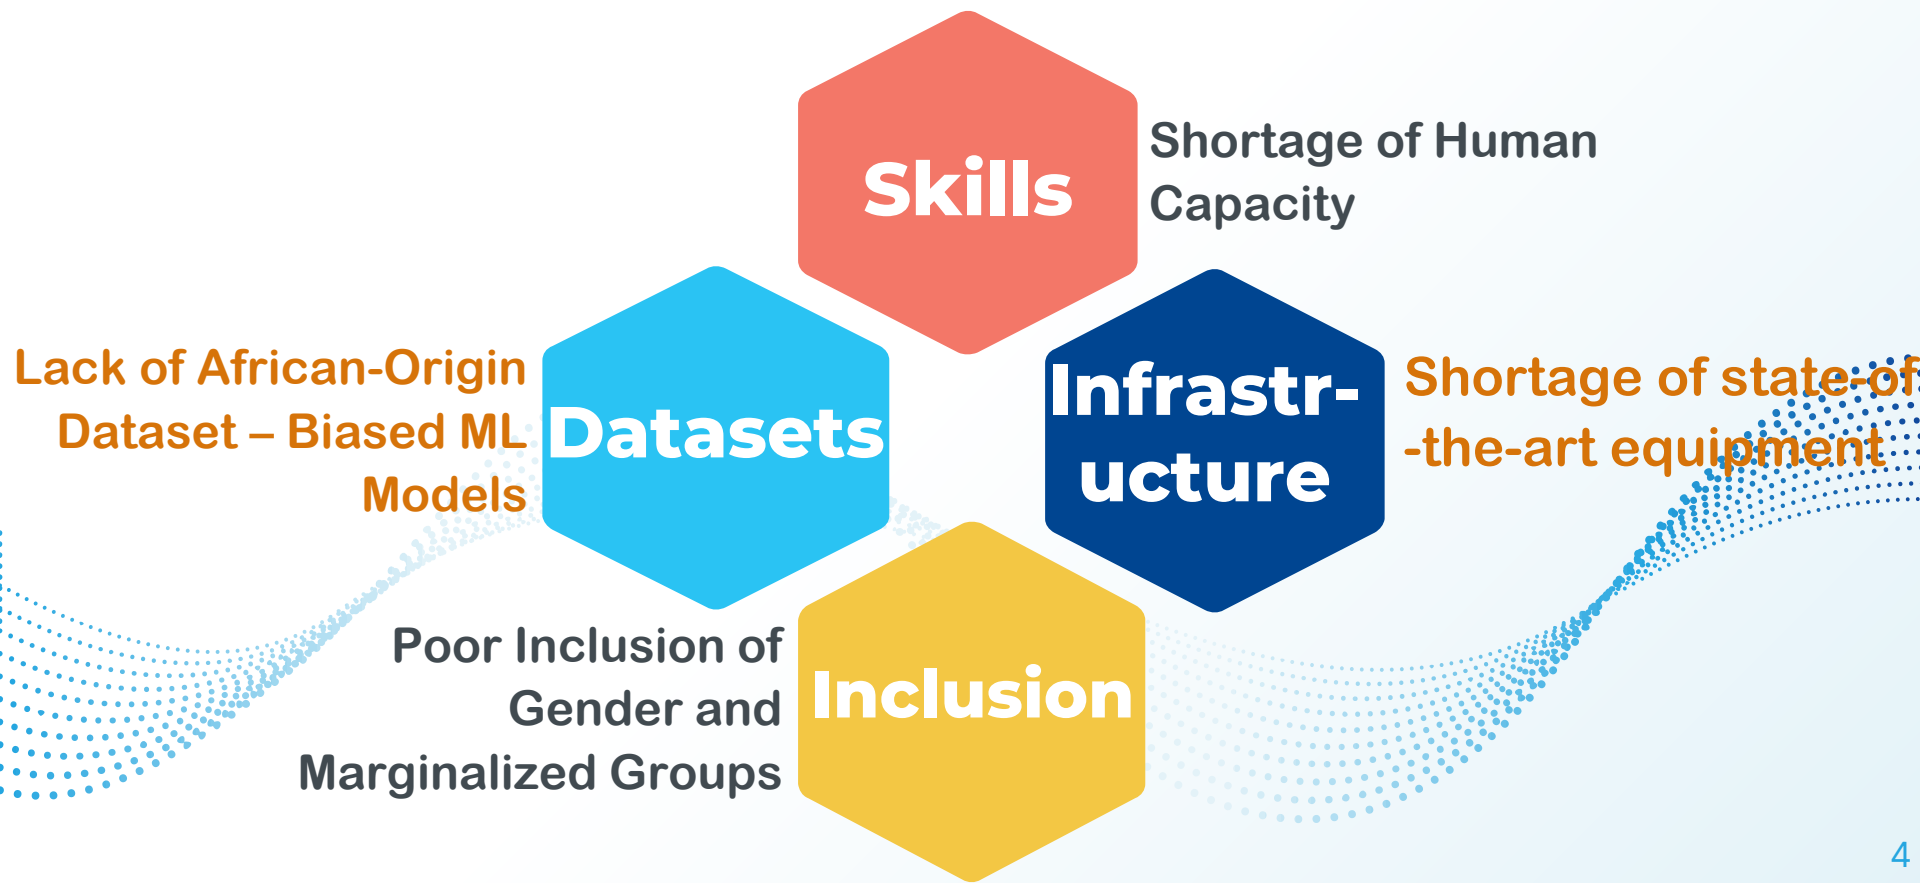 Skills
Shortage of Human
Capacity
Lack of African-Origin
Dataset – Biased ML
Models
Datasets
Infrastr-
ucture
Shortage of state-of
-the-art equipment
Poor Inclusion of
Gender and
Marginalized Groups
Inclusion
4